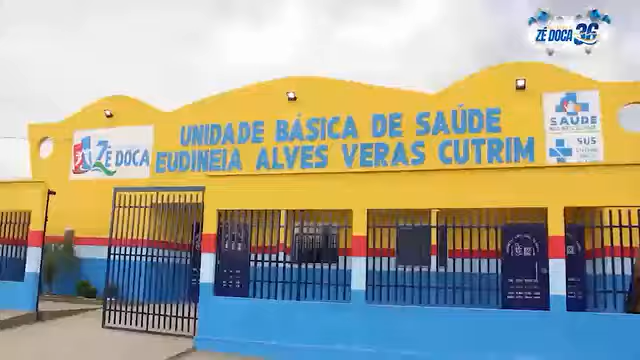 ZÉ DOCA 36
UNIDADE BÁSICA DE SAÚDE
EUDINEIA ALVES VERAS CUTRIM
ZÉ DOCA
SAÚDE
SUS